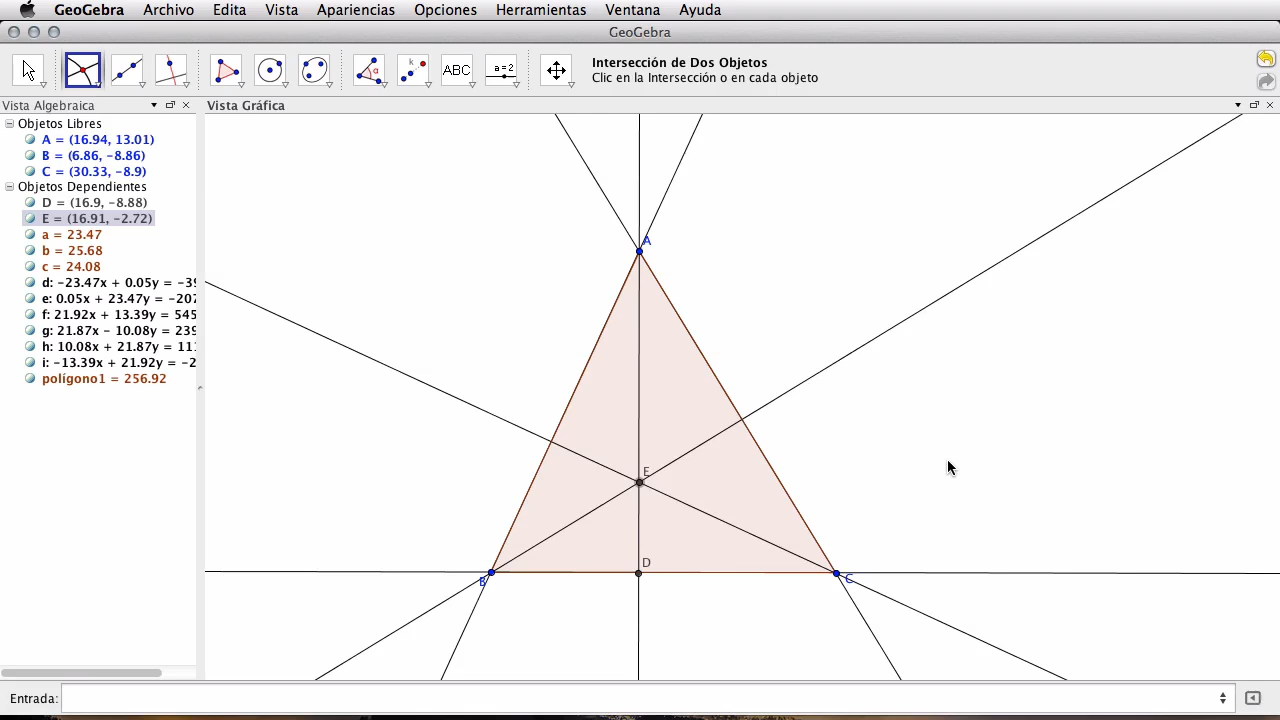 GeoGebra Archivo Edita Vista Apariencias Opciones Herramientas Ventana Ayuda
GeoGebra
k
α
ABC
a=2
Intersección de Dos Objetos
Clic en la Intersección o en cada objeto
Vista Algebraica
Vista Gráfica
Objetos Libres
A = (16.94, 13.01)
B = (6.86, -8.86)
C = (30.33, -8.9)
Objetos Dependientes
D = (16.9, -8.88)
E = (16.91, -2.72)
a = 23.47
b = 25.68
c = 24.08
d: -23.47x + 0.05y = -39
e: 0.05x + 23.47y = -207
f: 21.92x + 13.39y = 545
g: 21.87x - 10.08y = 239
h: 10.08x + 21.87y = 11
i: -13.39x + 21.92y = -2
polígono1 = 256.92
A
E
D
B
C
Entrada: